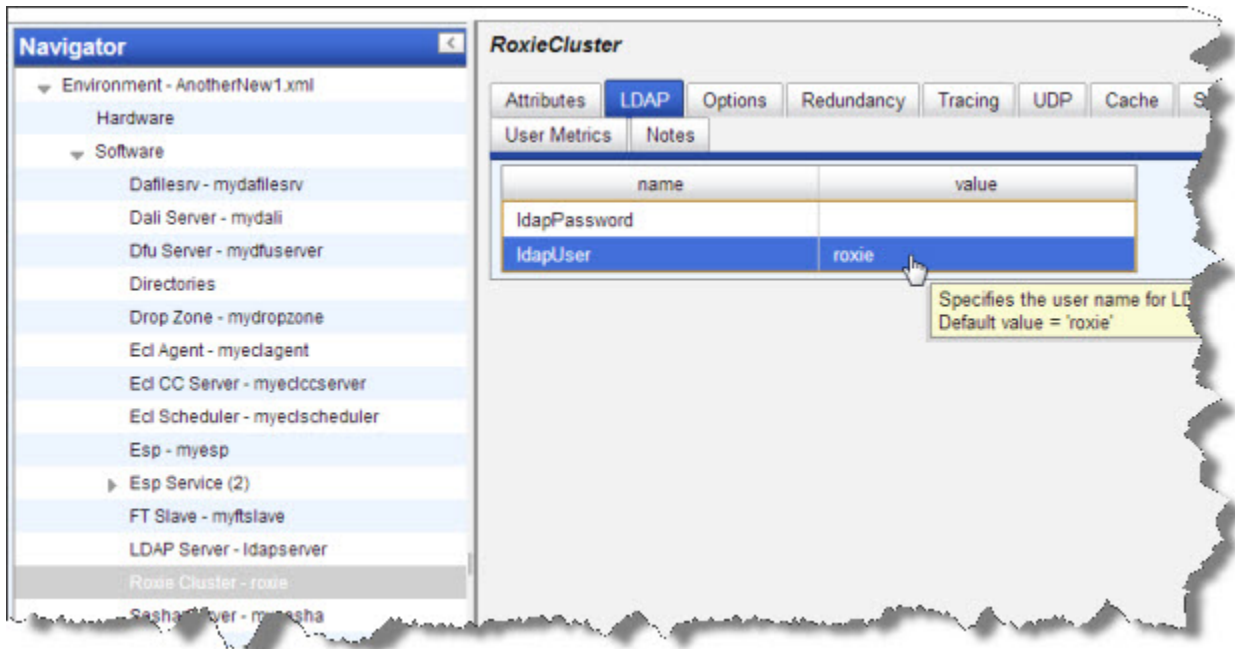 Navigator
Environment - AnotherNew1.xml
Hardware
Software
Dafilesrv - mydafilesrv
Dali Server - mydali
Dfu Server - mydfuserver
Directories
Drop Zone - mydropzone
Ecl Agent - myeclagent
Ecl CC Server - myeclccserver
Ecl Scheduler - myeclscheduler
Esp - myesp
Esp Service (2)
FT Slave - myftslave
LDAP Server - ldapserver
Roxie Cluster - roxie
RoxieCluster
Attributes LDAP Options Redundancy Tracing UDP Cache
User Metrics Notes
name value
ldapPassword
ldapUser roxie
Specifies the user name for
Default value = 'roxie'